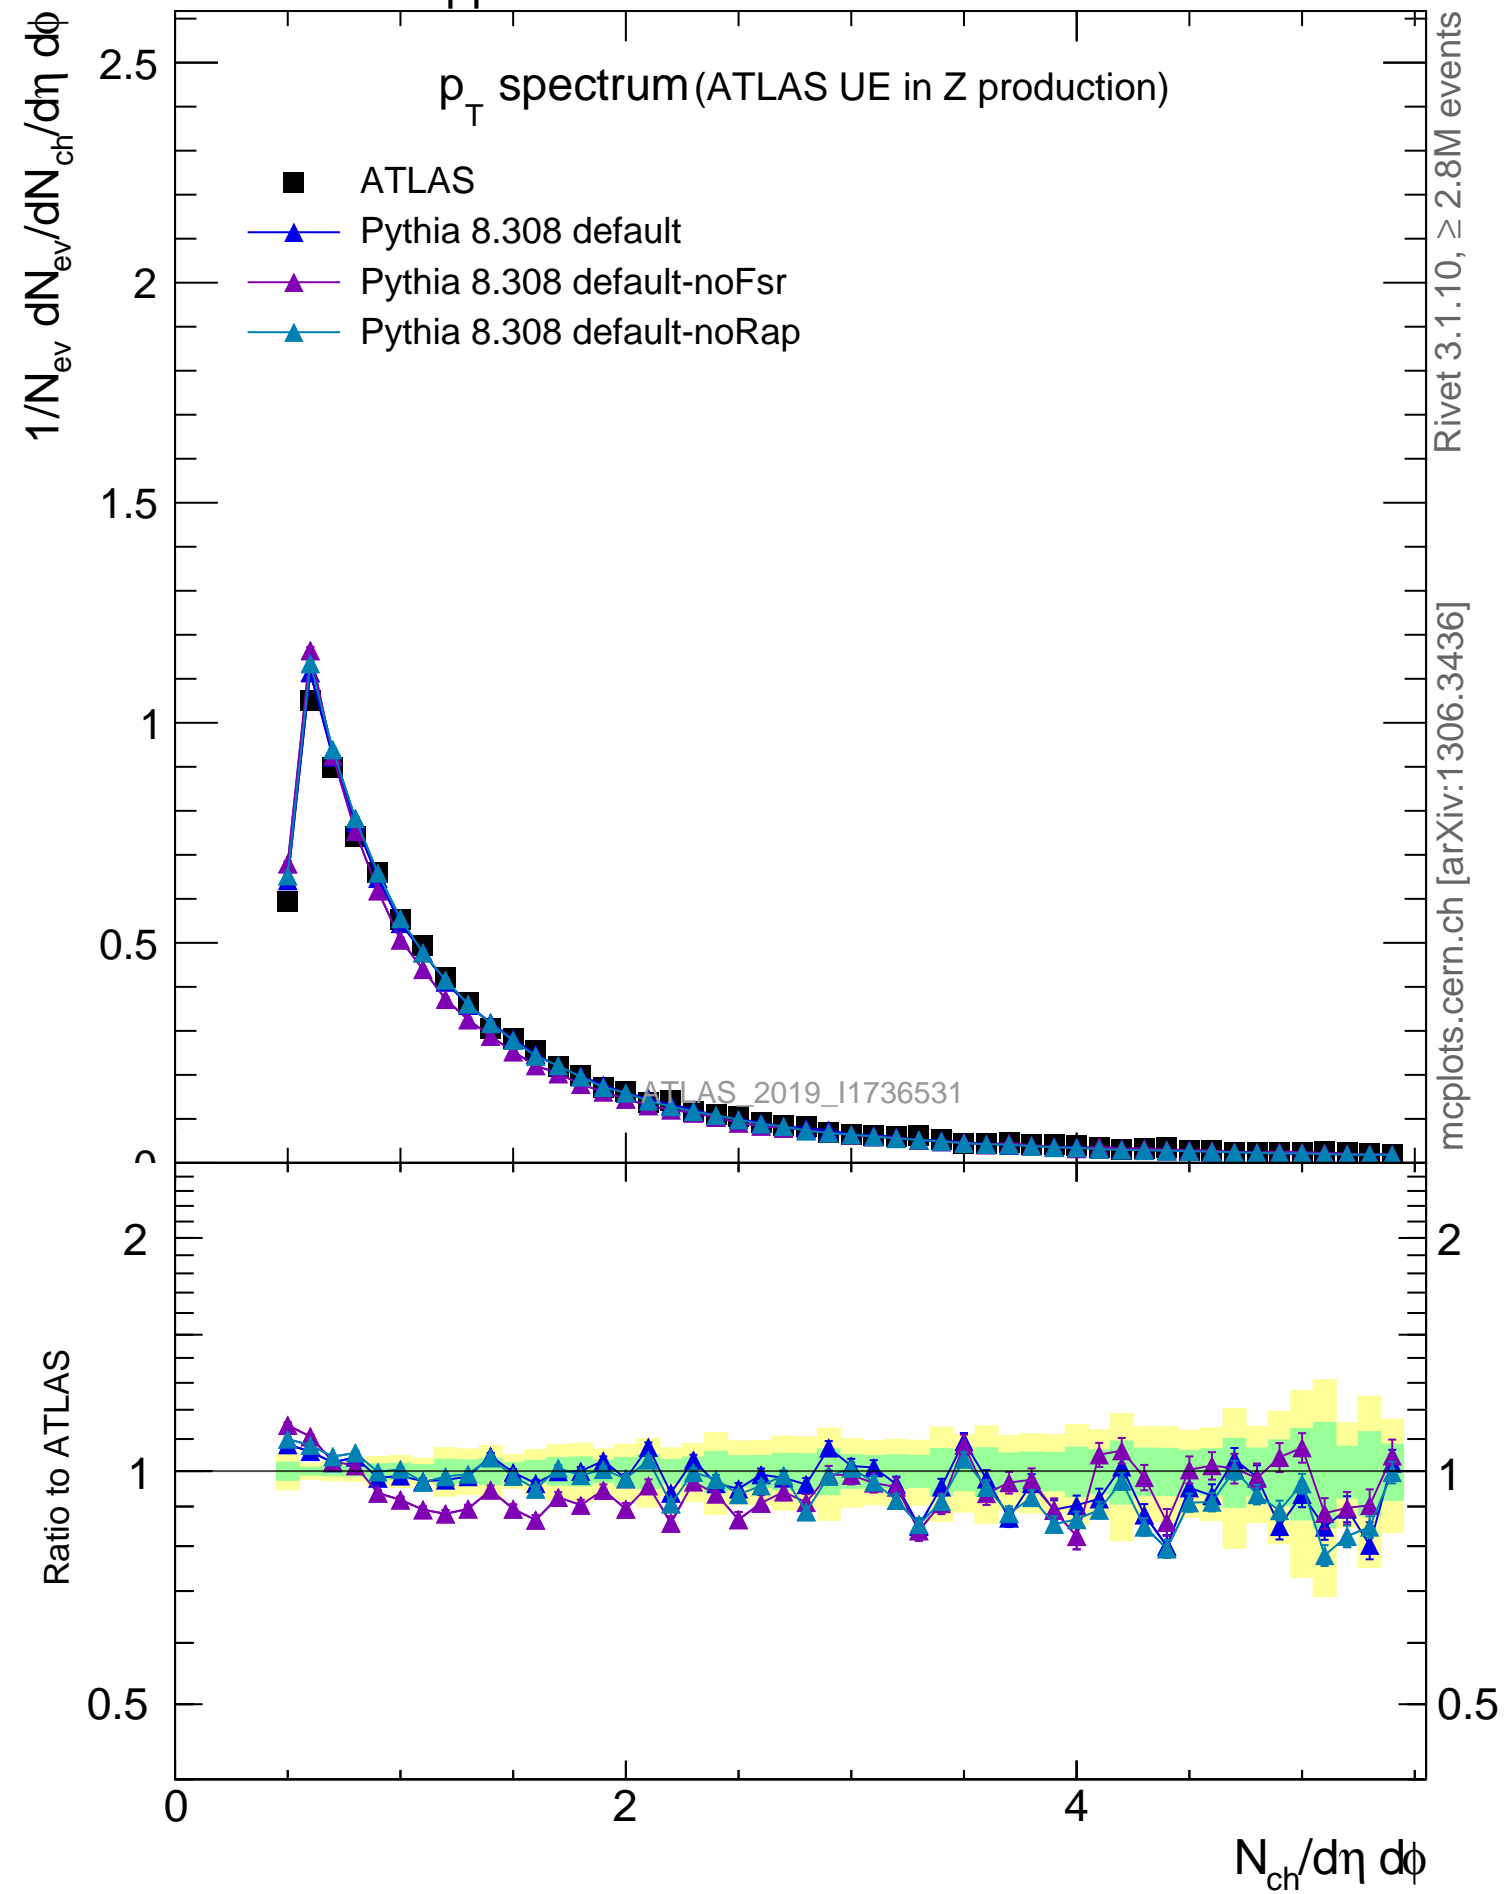 1/N_ev dN_ev/dN_ch/dη dϕ
p_T spectrum (ATLAS UE in Z production)
ATLAS
Pythia 8.308 default
Pythia 8.308 default-noFsr
Pythia 8.308 default-noRap
2.5
2
1.5
1
0.5
0
ATLAS_2019_I1736531
Rivet 3.1.10, ≥ 2.8M events
mcplots.cern.ch [arXiv:1306.3436]
Ratio to ATLAS
2
1
0.5
2
1
0.5
0
2
4
N_ch/dη dϕ